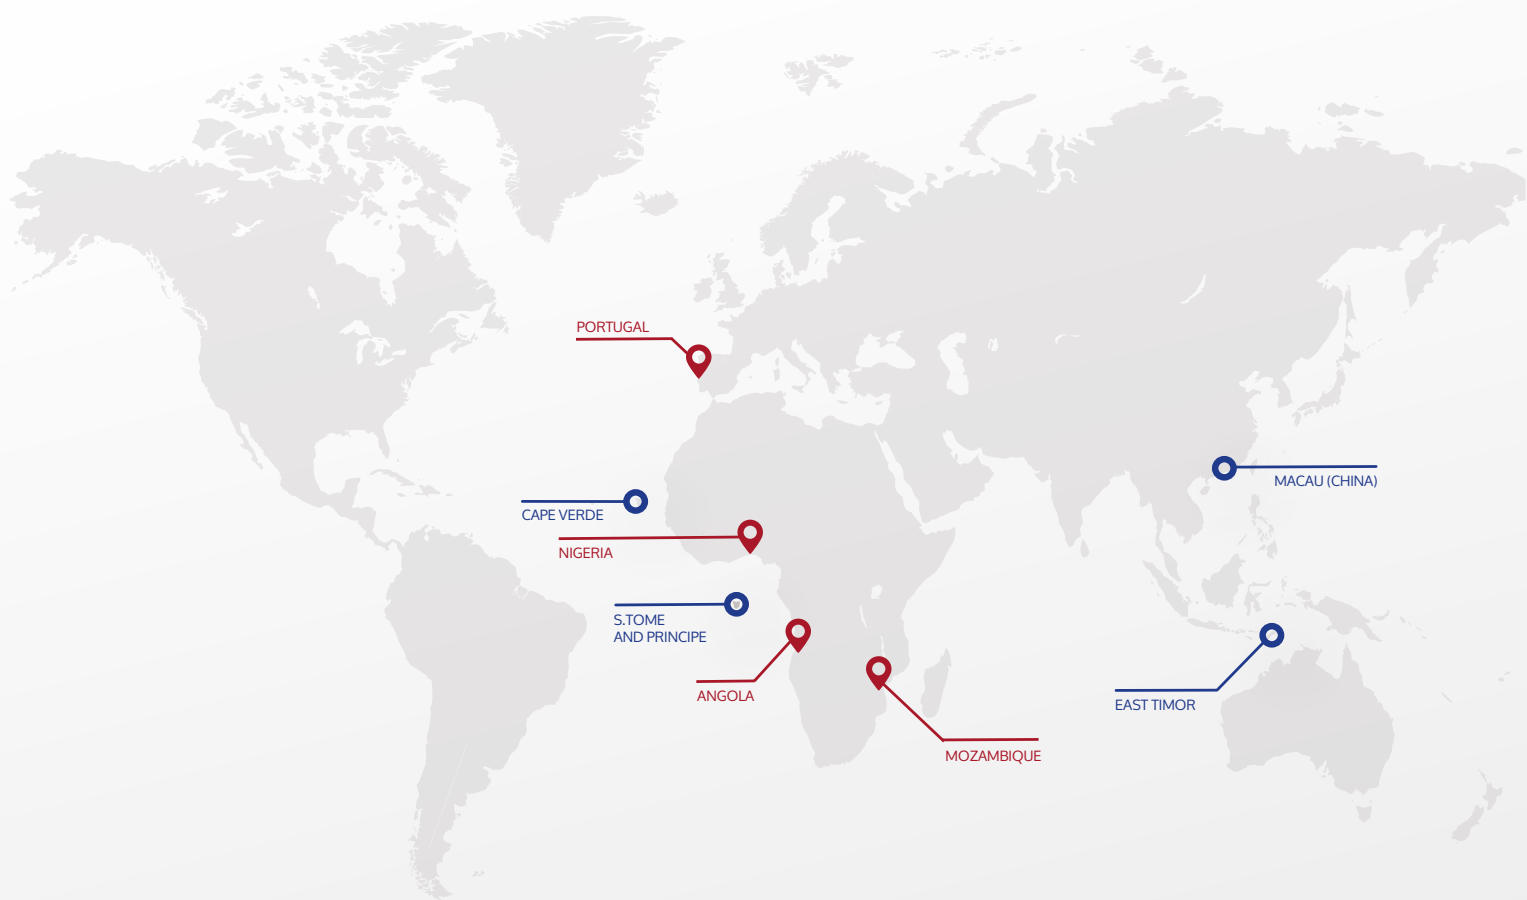 PORTUGAL
MACAU (CHINA)
CAPE VERDE
NIGERIA
S.TOME
AND PRINCIPE
ANGOLA
EAST TIMOR
MOZAMBIQUE